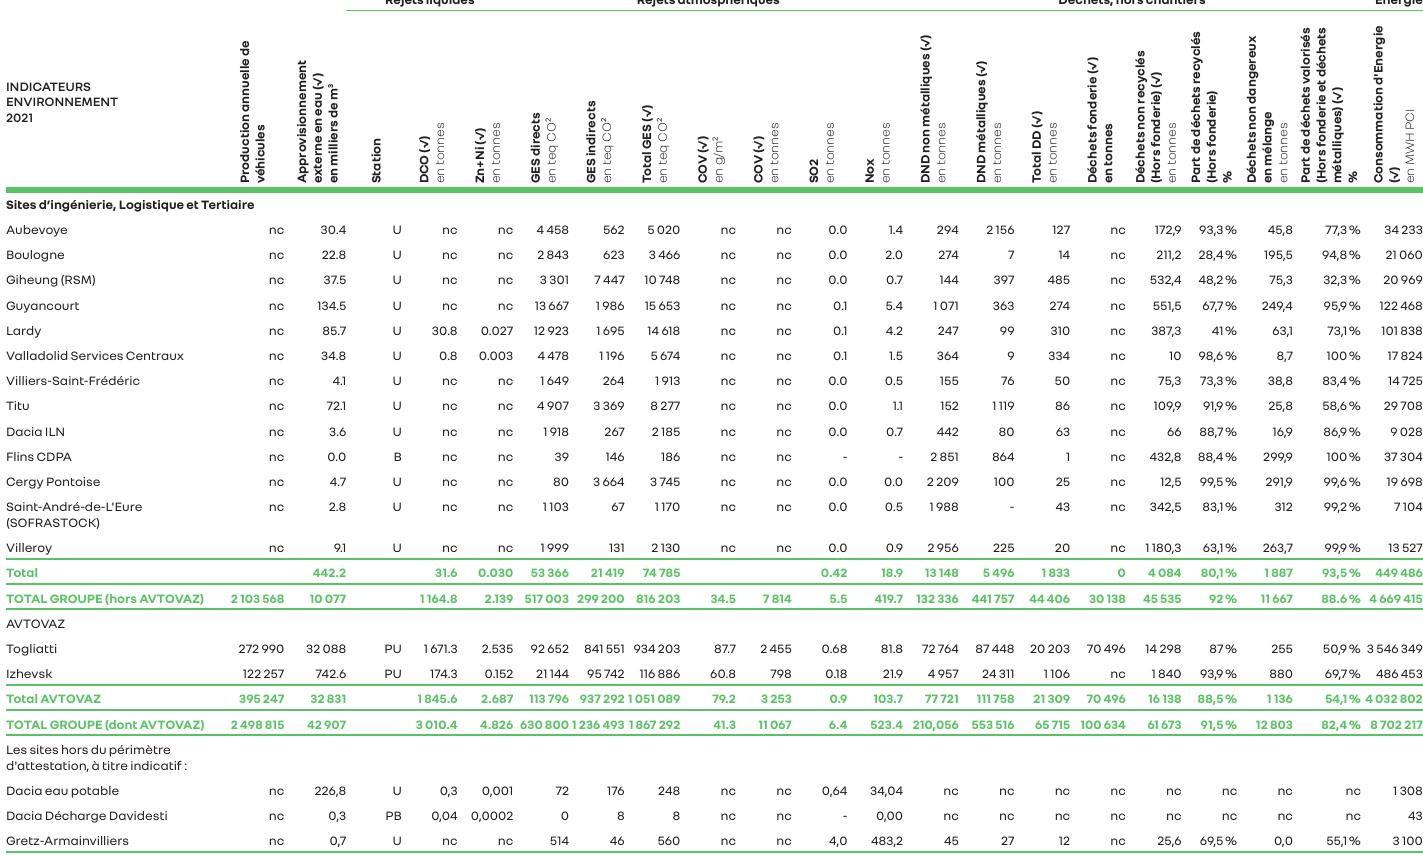 Rejets liquides Rejets atmosphériques Déchets, hors chantiers Energie
INDICATEURS
ENVIRONNEMENT
2021
Production annuelle de
véhicules
Approvisionnement
externe en eau (√)
en milliers de m³
Station
DCO (√)
en tonnes
Zn+Ni (√)
en tonnes
GES directs
en teq CO²
GES indirects
en teq CO²
Total GES (√)
en teq CO²
COV (√)
en g/m²
COV (√)
en tonnes
SO2
en tonnes
Nox
en tonnes
DND non métalliques (√)
en tonnes
DND métalliques (√)
en tonnes
Total DD (√)
en tonnes
Déchets fonderie (√)
en tonnes
Déchets non recyclés
(Hors fonderie) (√)
en tonnes
Part de déchets recyclés
(Hors fonderie)
%
Déchets non dangereux
en mélange
en tonnes
Part de déchets valorisés
(Hors fonderie et déchets
métalliques) (√)
%
Consommation d'Energie
(√)
en MWH PCI
Sites d'ingénierie, Logistique et Tertiaire
Aubevoye nc 30.4 U nc nc 4 458 562 5 020 nc nc 0.0 1.4 294 2 156 127 nc 172,9 93,3 % 45,8 77,3 % 34 233
Boulogne nc 22.8 U nc nc 2 843 623 3 466 nc nc 0.0 2.0 274 7 14 nc 211,2 28,4 % 195,5 94,8 % 21 060
Giheung (RSM) nc 37.5 U nc nc 3 301 7 447 10 748 nc nc 0.0 0.7 144 397 485 nc 532,4 48,2 % 75,3 32,3 % 20 969
Guyancourt nc 134.5 U nc nc 13 667 1 986 15 653 nc nc 0.1 5.4 1 071 363 274 nc 551,5 67,7 % 249,4 95,9 % 122 468
Lardy nc 85.7 U 30.8 0.027 12 923 1 695 14 618 nc nc 0.1 4.2 247 99 310 nc 387,3 41 % 63,1 73,1 % 101 838
Valladolid Services Centraux nc 34.8 U 0.8 0.003 4 478 1 196 5 674 nc nc 0.1 1.5 364 9 334 nc 10 98,6 % 8,7 100 % 17 824
Villiers-Saint-Frédéric nc 4.1 U nc nc 1 649 264 1 913 nc nc 0.0 0.5 155 76 50 nc 75,3 73,3 % 38,8 83,4 % 14 725
Titu nc 72.1 U nc nc 4 907 3 369 8 277 nc nc 0.0 1.1 152 1 119 86 nc 109,9 91,9 % 25,8 58,6 % 29 708
Dacia ILN nc 3.6 U nc nc 1 918 267 2 185 nc nc 0.0 0.7 442 80 63 nc 66 88,7 % 16,9 86,9 % 9 028
Flins CDPA nc 0.0 B nc nc 39 146 186 nc nc - - 2 851 864 1 nc 432,8 88,4 % 299,9 100 % 37 304
Cergy Pontoise nc 4.7 U nc nc 80 3 664 3 745 nc nc 0.0 0.0 2 209 100 25 nc 12,5 99,5 % 291,9 99,6 % 19 698
Saint-André-de-L'Eure nc 2.8 U nc nc 1 103 67 1 170 nc nc 0.0 0.5 1 988 - 43 nc 342,5 83,1 % 312 99,2 % 7 104
(SOFRASTOCK)
Villeroy nc 9.1 U nc nc 1 999 131 2 130 nc nc 0.0 0.9 2 956 225 20 nc 1 180,3 63,1 % 263,7 99,9 % 13 527
Total 442.2 31.6 0.030 53 366 21 419 74 785 0.42 18.9 13 148 5 496 1 833 0 4 084 80,1 % 1 887 93,5 % 449 486
TOTAL GROUPE (hors AVTOVAZ) 2 103 568 10 077 1 164.8 2.139 517 003 299 200 816 203 34.5 7 814 5.5 419.7 132 336 441 757 44 406 30 138 45 535 92 % 11 667 88.6 % 4 669 415
AVTOVAZ
Togliatti 272 990 32 088 PU 1 671.3 2.535 92 652 841 551 934 203 87.7 2 455 0.68 81.8 72 764 87 448 20 203 70 496 14 298 87 % 255 50,9 % 3 546 349
Izhevsk 122 257 742.6 PU 174.3 0.152 21 144 95 742 116 886 60.8 798 0.18 21.9 4 957 24 311 1 106 nc 1 840 93,9 % 880 69,7 % 486 453
Total AVTOVAZ 395 247 32 831 1 845.6 2.687 113 796 937 292 1 051 089 79.2 3 253 0.9 103.7 77 721 111 758 21 309 70 496 16 138 88,5 % 1 136 54,1 % 4 032 802
TOTAL GROUPE (dont AVTOVAZ) 2 498 815 42 907 3 010.4 4.826 630 800 1 236 493 1 867 292 41.3 11 067 6.4 523.4 210,056 553 516 65 715 100 634 61 673 91,5 % 12 803 82,4 % 8 702 217
Les sites hors du périmètre
d'attestation, à titre indicatif :
Dacia eau potable nc 226,8 U 0,3 0,001 72 176 248 nc nc 0,64 34,04 nc nc nc nc nc nc nc nc 1 308
Dacia Décharge Davidesti nc 0,3 PB 0,04 0,0002 0 8 8 nc nc - 0,00 nc nc nc nc nc nc nc nc 43
Gretz-Armainvilliers nc 0,7 U nc nc 514 46 560 nc nc 4,0 483,2 45 27 12 nc 25,6 69,5 % 0,0 55,1 % 3 100